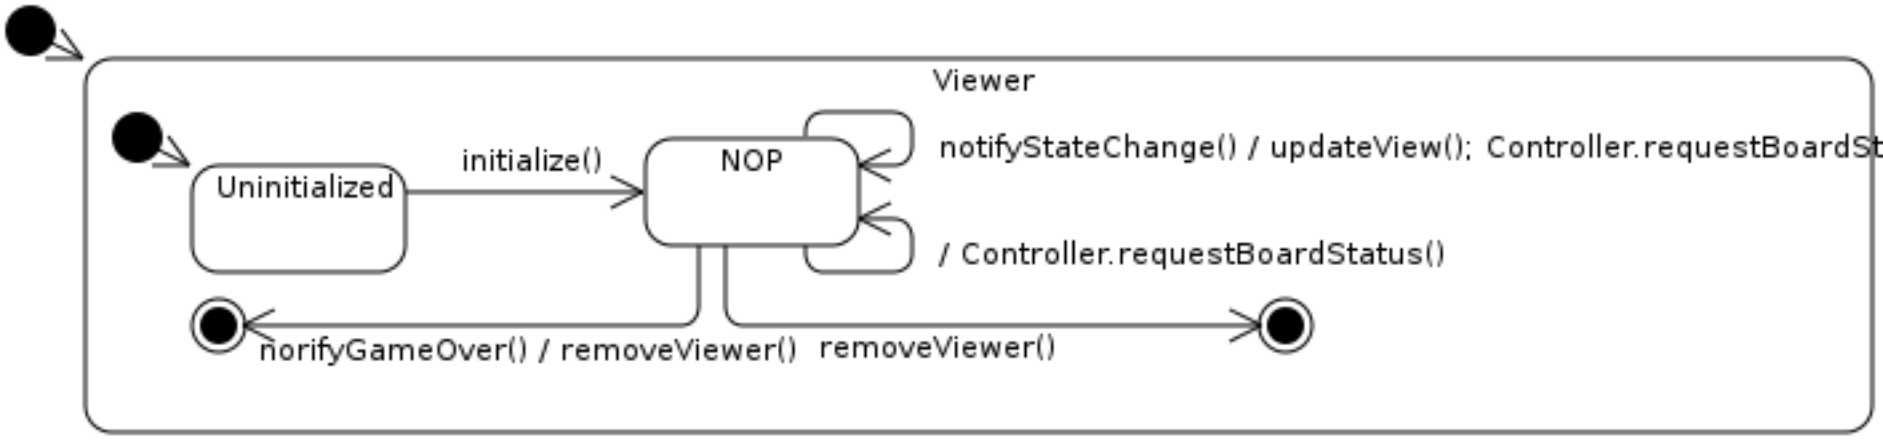 Viewer
initialize()
NOP
notifyStateChange() / updateView(); Controller.requestBoardSt
Uninitialized
/ Controller.requestBoardStatus()
norifyGameOver() / removeViewer()
removeViewer()